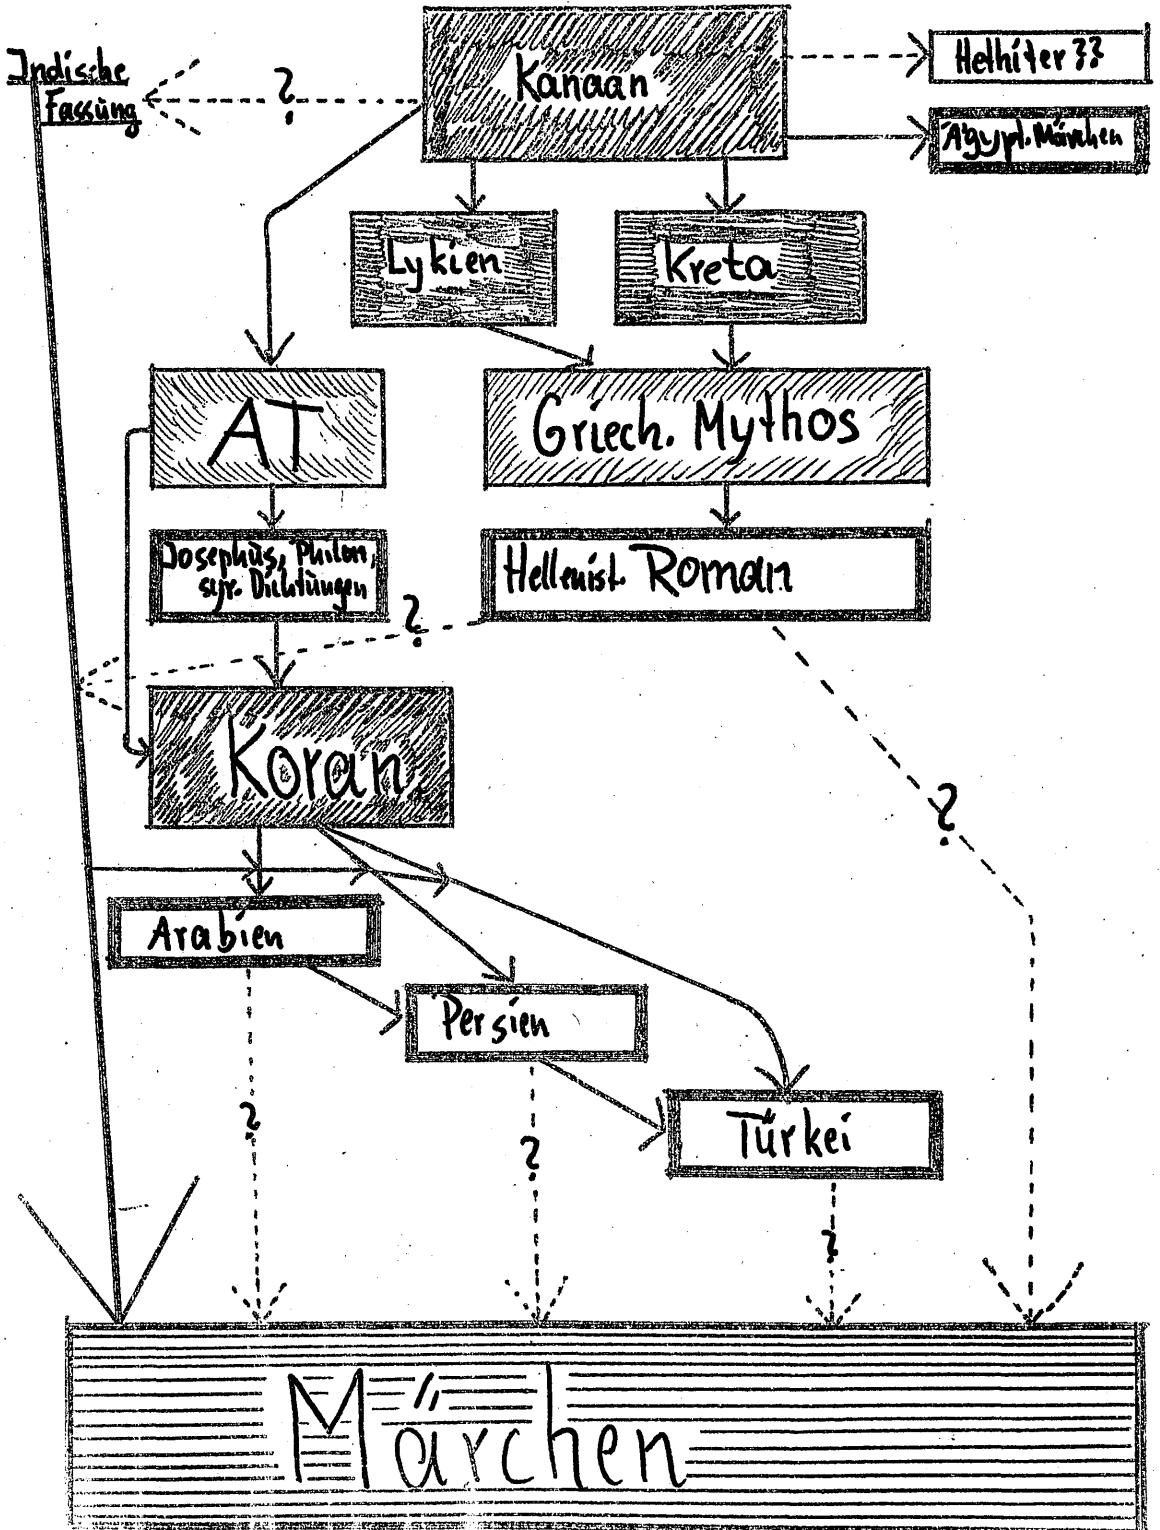 Indische
Fassung
?
Kanaan
Hethiter ??
Ägypt. Märchen
Lykien
Kreta
AT
Griech. Mythos
Josephus, Philon,
syr. Dichtungen
Hellenist. Roman
?
Koran
?
Arabien
Persien
Türkei
?
?
?
Märchen